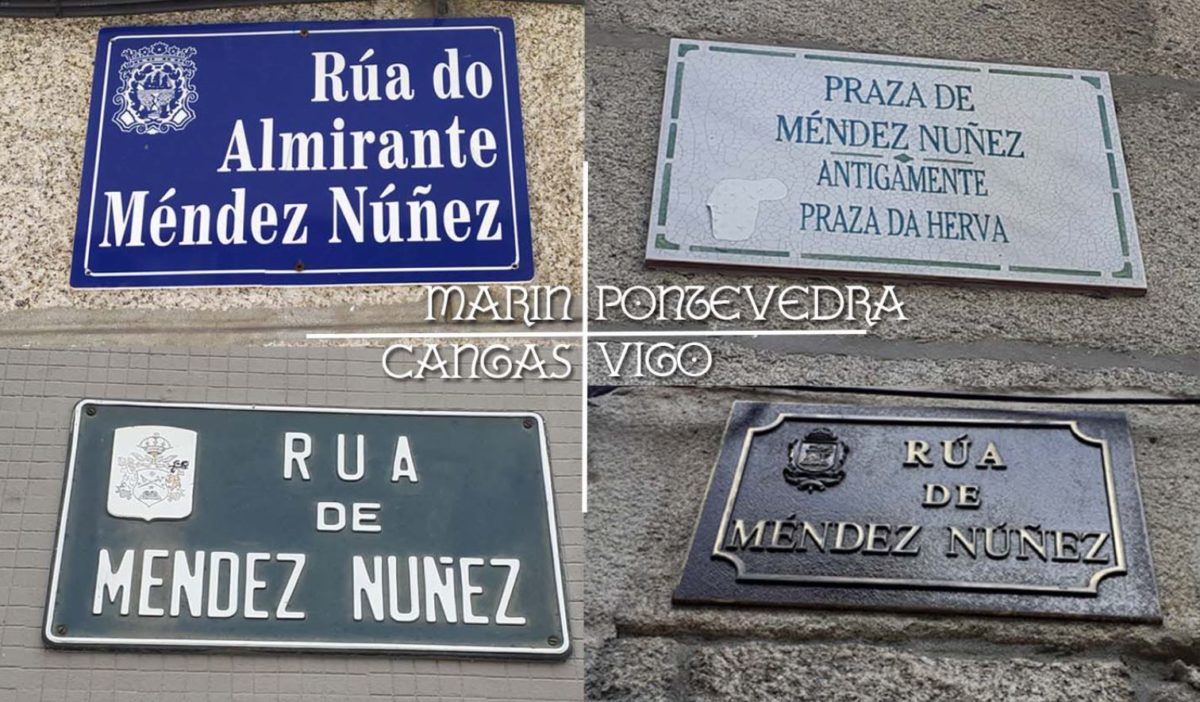 Rúa do
Almirante
Méndez Núñez
PRAZA DE
MÉNDEZ NUÑEZ
ANTIGAMENTE
PRAZA DA HERVA
MARIN PONTEVEDRA
CANGAS VIGO
RUA
DE
MENDEZ NUÑEZ
RÚA
DE
MÉNDEZ NÚÑEZ